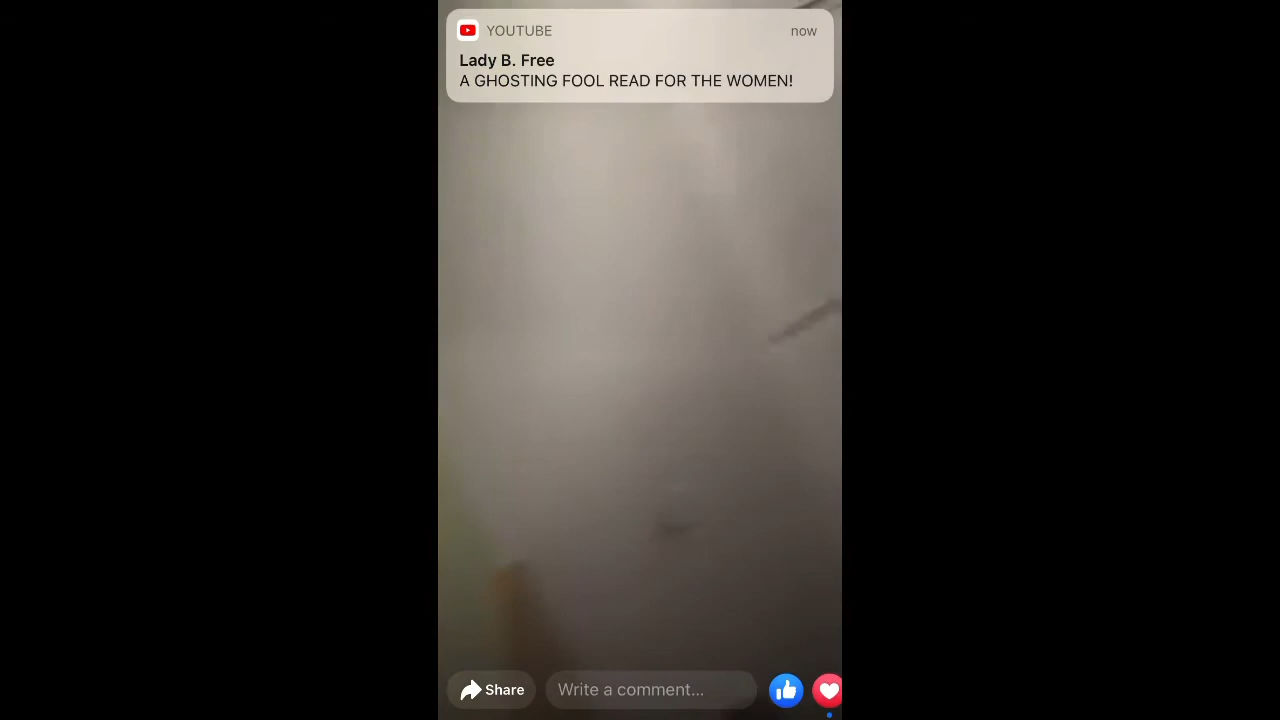 YOUTUBE now
Lady B. Free
A GHOSTING FOOL READ FOR THE WOMEN!
Share Write a comment...